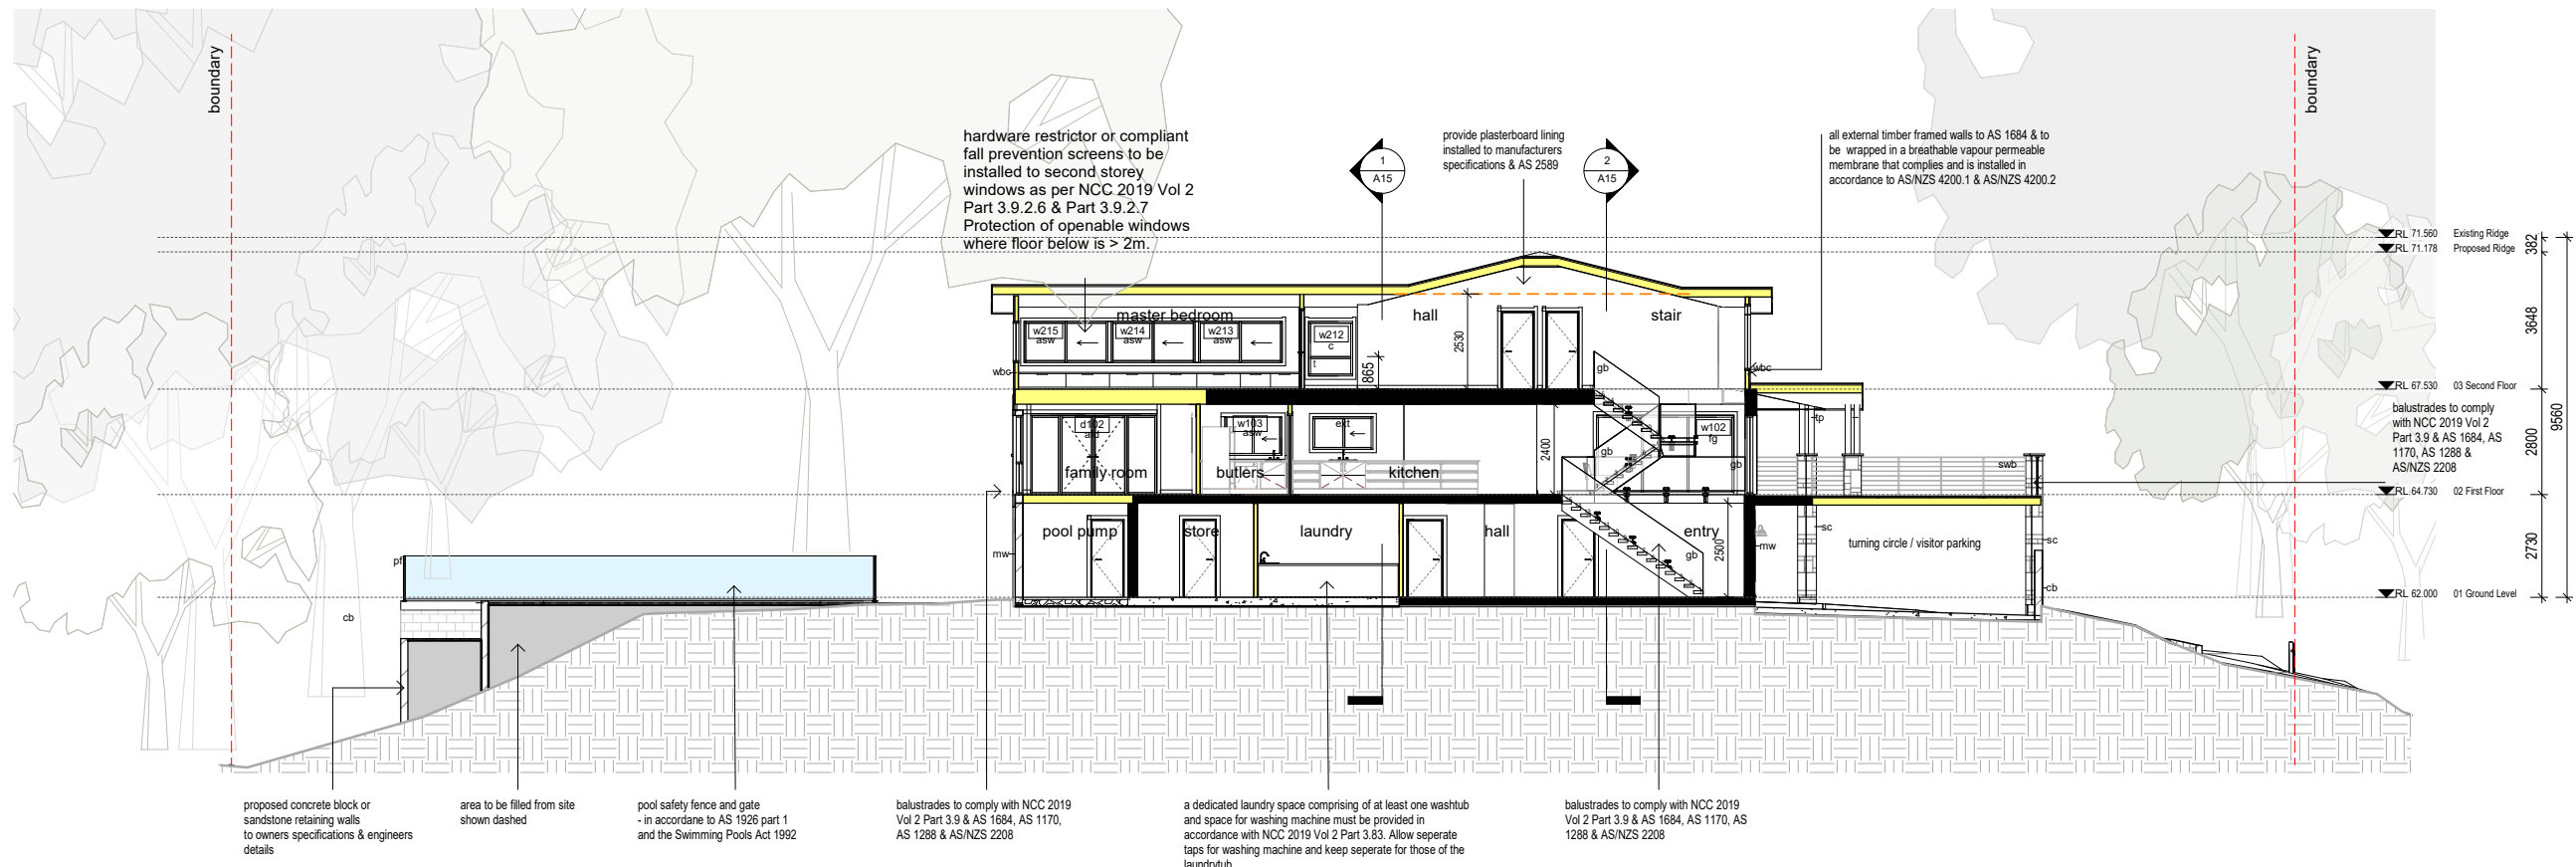 boundary
boundary
hardware restrictor or compliant
fall prevention screens to be
installed to second storey
windows as per NCC 2019 Vol 2
Part 3.9.2.6 & Part 3.9.2.7
Protection of openable windows
where floor below is > 2m.
1
A15
provide plasterboard lining
installed to manufacturers
specifications & AS 2589
2
A15
all external timber framed walls to AS 1684 & to
be wrapped in a breathable vapour permeable
membrane that complies and is installed in
accordance to AS/NZS 4200.1 & AS/NZS 4200.2
RL 71.560 Existing Ridge
RL 71.178 Proposed Ridge
382
3648
9560
master bedroom
hall
stair
w215
asw
w214
asw
w213
asw
w212
c
t
865
2530
wbc
gb
wbc
RL 67.530 03 Second Floor
balustrades to comply
with NCC 2019 Vol 2
Part 3.9 & AS 1684, AS
1170, AS 1288 &
AS/NZS 2208
2800
d102
w103
asw
ext
w102
fg
tp
2400
family room
butlers
kitchen
gb
gb
swb
RL 64.730 02 First Floor
pool pump
store
laundry
hall
entry
2500
gb
mw
mw
sc
turning circle / visitor parking
sc
cb
2730
pf
cb
RL 62.000 01 Ground Level
proposed concrete block or
sandstone retaining walls
to owners specifications & engineers
details
area to be filled from site
shown dashed
pool safety fence and gate
- in accordane to AS 1926 part 1
and the Swimming Pools Act 1992
balustrades to comply with NCC 2019
Vol 2 Part 3.9 & AS 1684, AS 1170,
AS 1288 & AS/NZS 2208
a dedicated laundry space comprising of at least one washtub
and space for washing machine must be provided in
accordance with NCC 2019 Vol 2 Part 3.83. Allow seperate
taps for washing machine and keep seperate for those of the
laundrytub
balustrades to comply with NCC 2019
Vol 2 Part 3.9 & AS 1684, AS 1170, AS
1288 & AS/NZS 2208